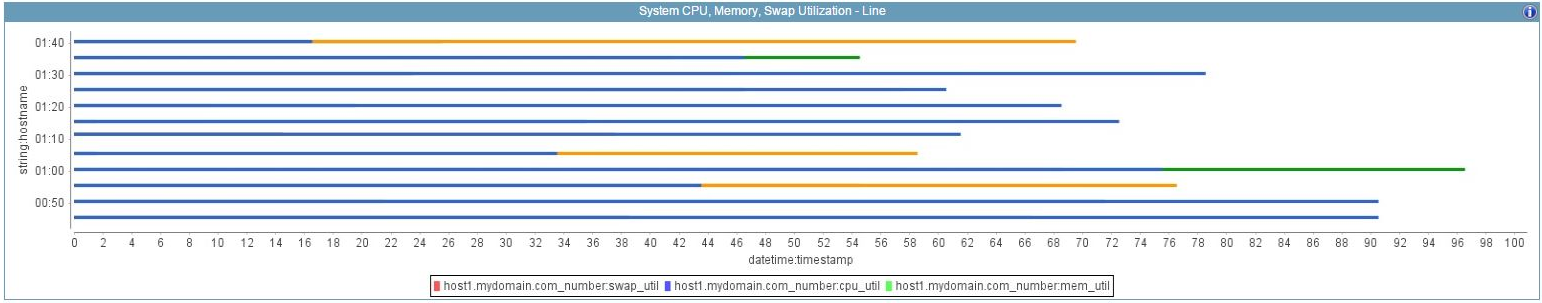 System CPU, Memory, Swap Utilization - Line
i
string:hostname
01:40
01:30
01:20
01:10
01:00
00:50
0 2 4 6 8 10 12 14 16 18 20 22 24 26 28 30 32 34 36 38 40 42 44 46 48 50 52 54 56 58 60 62 64 66 68 70 72 74 76 78 80 82 84 86 88 90 92 94 96 98 100
datetime:timestamp
host1.mydomain.com_number:swap_util host1.mydomain.com_number:cpu_util host1.mydomain.com_number:mem_util